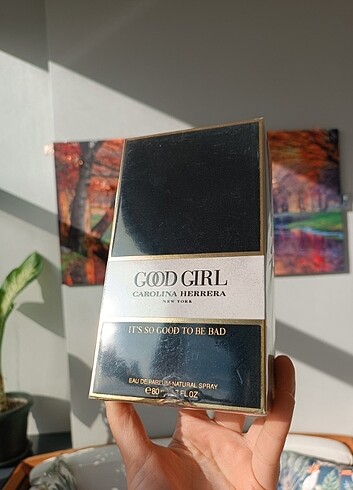 GOOD GIRL
CAROLINA HERRERA
NEW YORK
IT'S SO GOOD TO BE BAD
EAU DE PARFUM NATURAL SPRAY
℮80 FL OZ